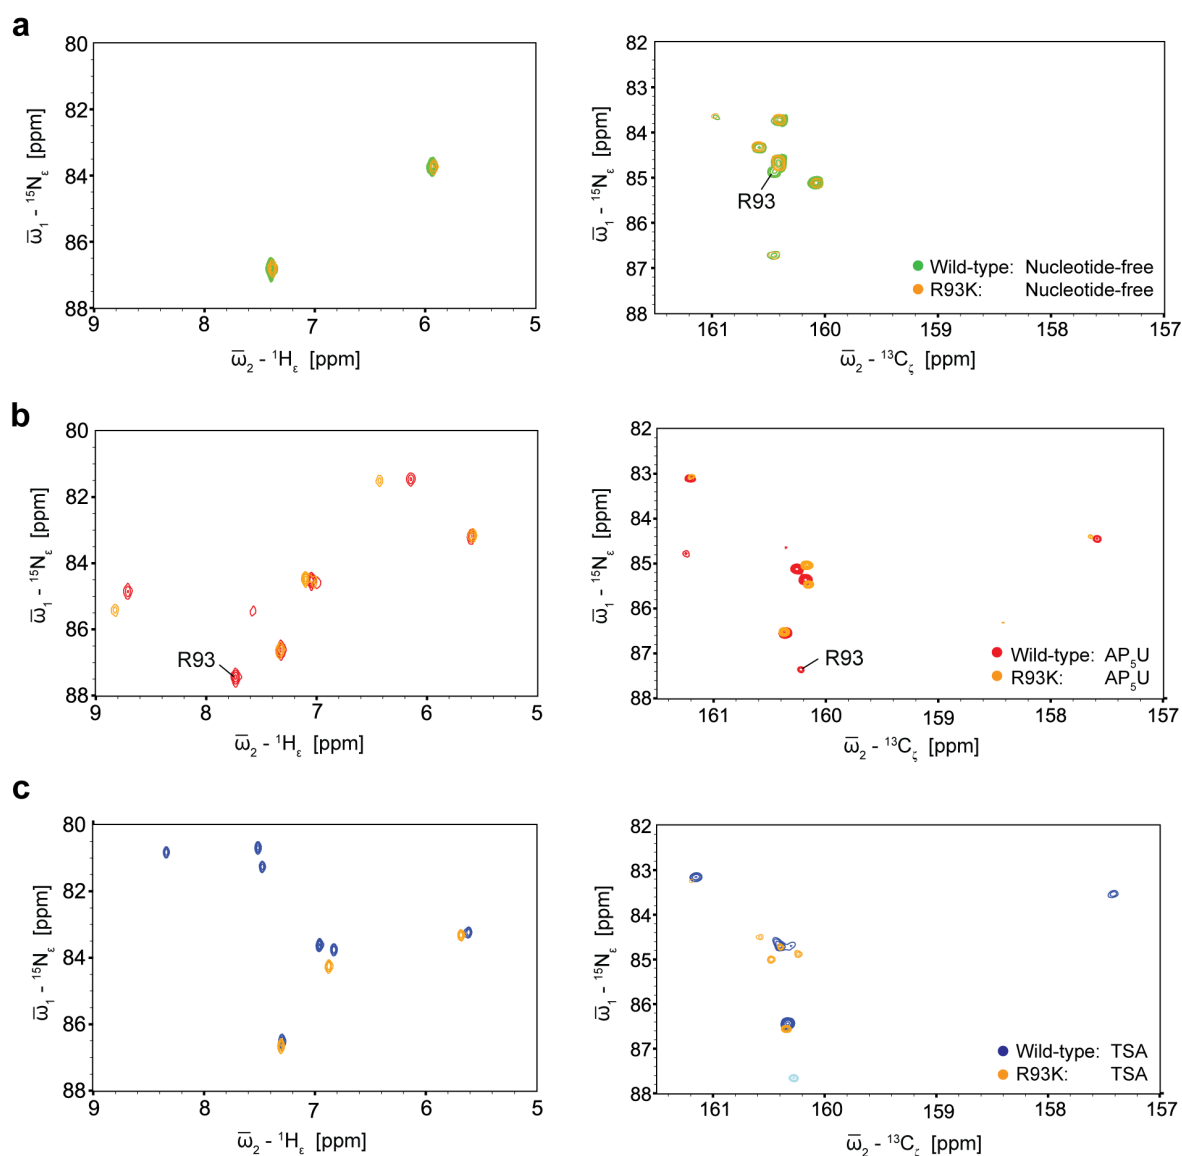 a
80
82
84
86
88
9
8
7
6
5
ω̅1 - 15Nε [ppm]
ω̅2 - 1Hε [ppm]
82
83
84
85
86
87
88
161
160
159
158
157
ω̅1 - 15Nε [ppm]
ω̅2 - 13Cζ [ppm]
R93
Wild-type: Nucleotide-free
R93K: Nucleotide-free
b
80
82
84
86
88
9
8
7
6
5
ω̅1 - 15Nε [ppm]
ω̅2 - 1Hε [ppm]
R93
82
83
84
85
86
87
88
161
160
159
158
157
ω̅1 - 15Nε [ppm]
ω̅2 - 13Cζ [ppm]
R93
Wild-type: AP5U
R93K: AP5U
c
80
82
84
86
88
9
8
7
6
5
ω̅1 - 15Nε [ppm]
ω̅2 - 1Hε [ppm]
82
83
84
85
86
87
88
161
160
159
158
157
ω̅1 - 15Nε [ppm]
ω̅2 - 13Cζ [ppm]
Wild-type: TSA
R93K: TSA